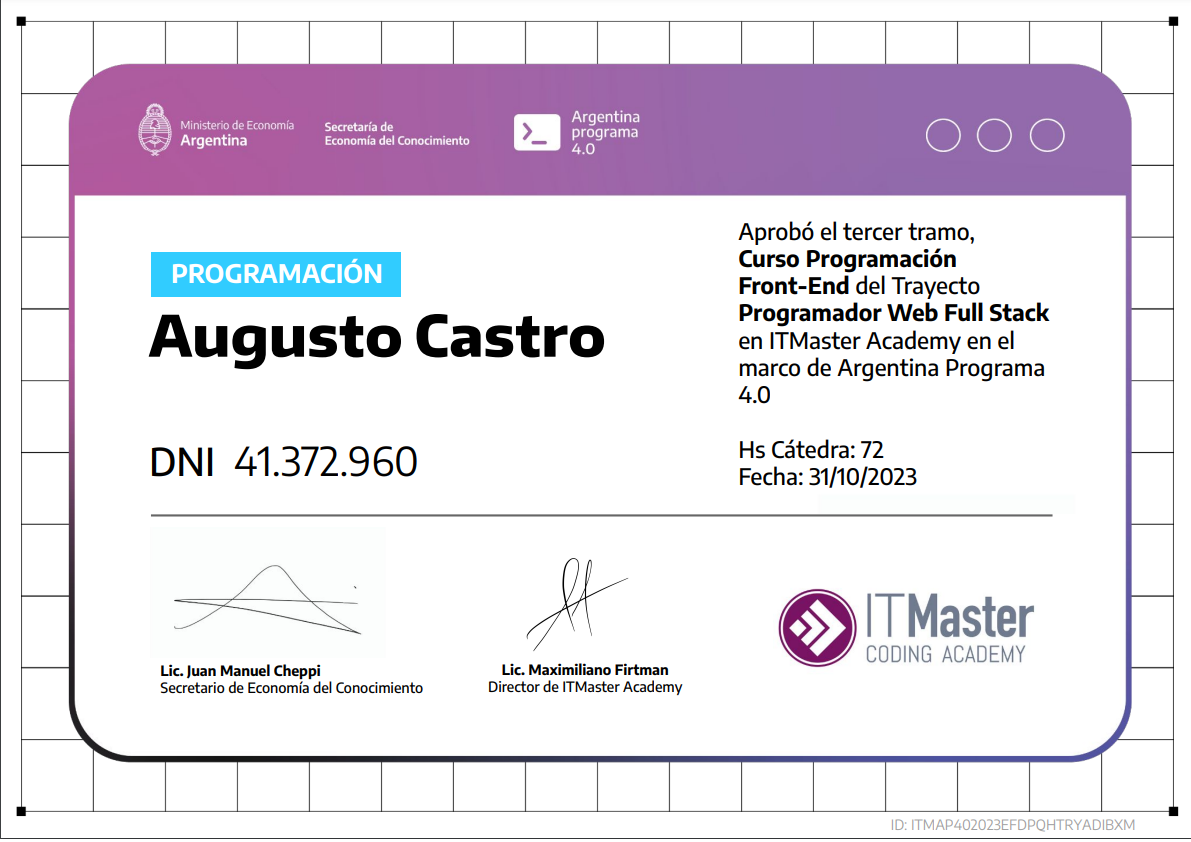 Ministerio de Economía
Argentina
Secretaría de
Economía del Conocimiento
Argentina
programa
4.0
PROGRAMACIÓN
Augusto Castro
DNI 41.372.960
Aprobó el tercer tramo,
Curso Programación
Front-End del Trayecto
Programador Web Full Stack
en ITMaster Academy en el
marco de Argentina Programa
4.0
Hs Cátedra: 72
Fecha: 31/10/2023
Lic. Juan Manuel Cheppi
Secretario de Economía del Conocimiento
Lic. Maximiliano Firtman
Director de ITMaster Academy
ITMaster
CODING ACADEMY
ID: ITMAP402023EFDPQHTRYADIBXM